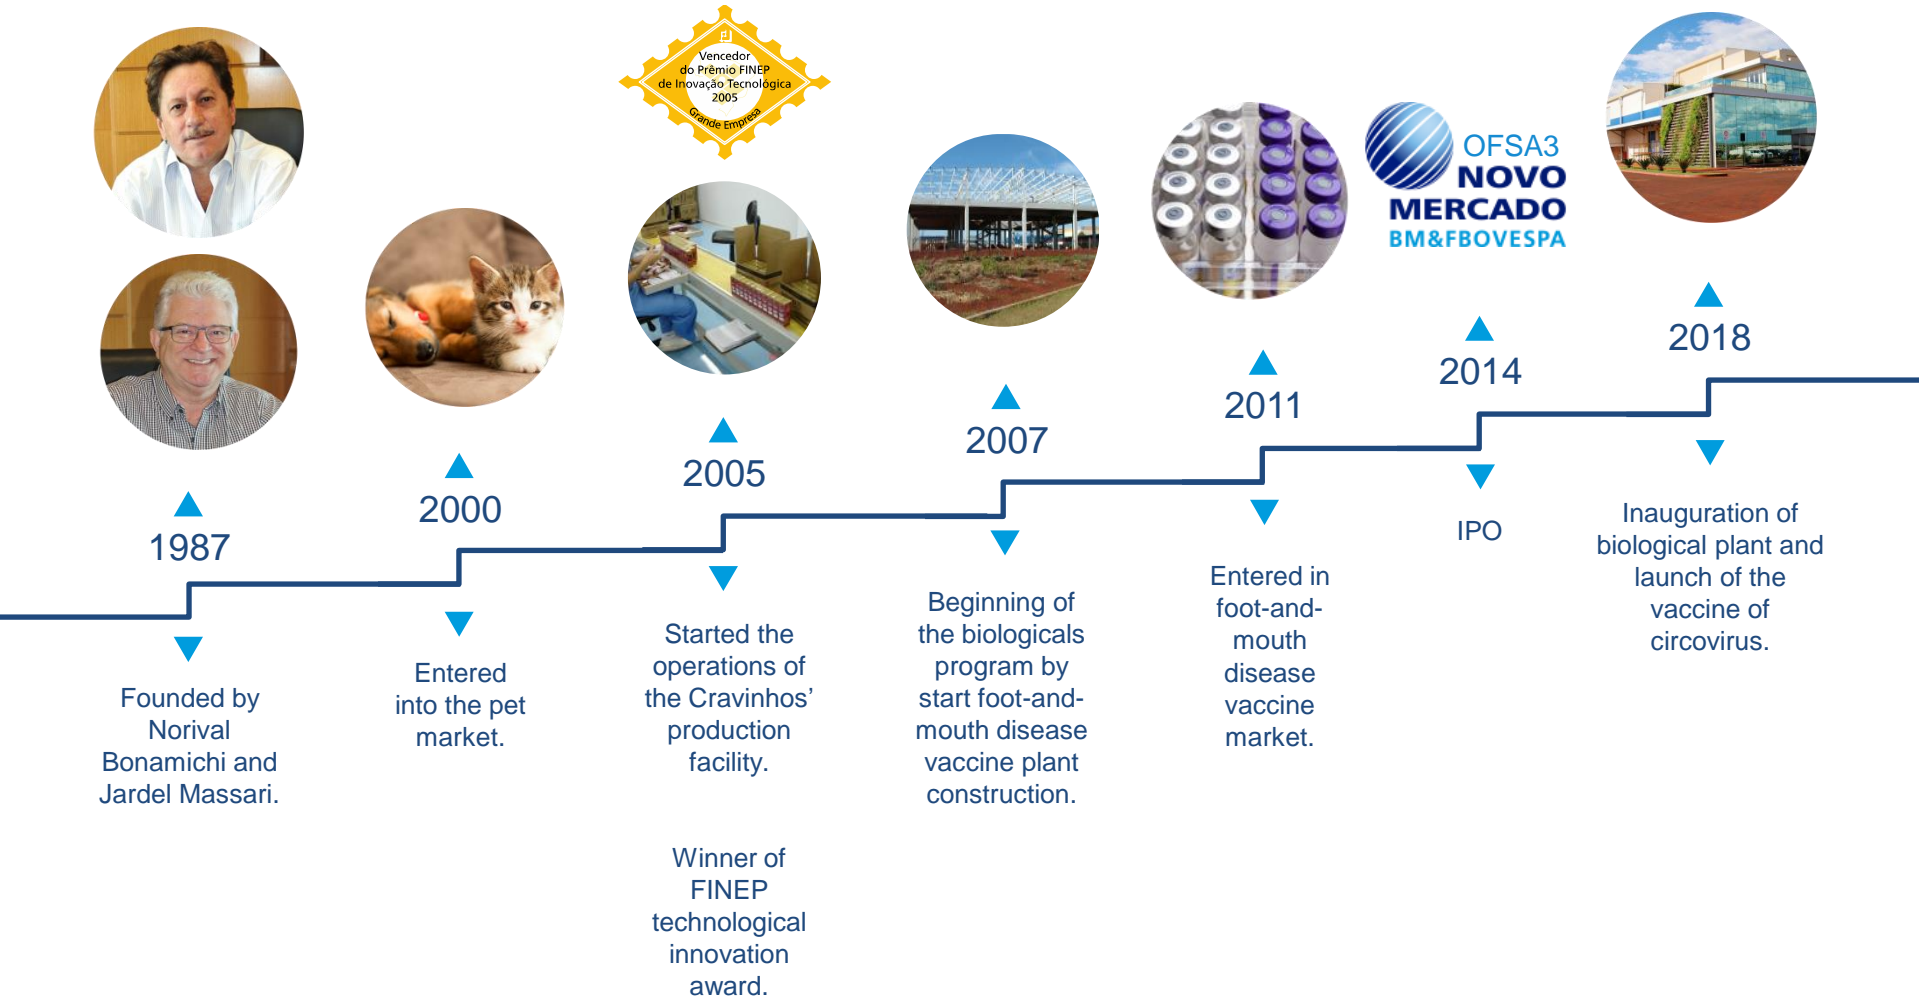 Vencedor
do Prêmio FINEP
de Inovação Tecnológica
2005
Grande Empresa
OFSA3
NOVO
MERCADO
BM&FBOVESPA
1987
Founded by
Norival
Bonamichi and
Jardel Massari.
2000
Entered
into the pet
market.
2005
Started the
operations of
the Cravinhos’
production
facility.
Winner of
FINEP
technological
innovation
award.
2007
Beginning of
the biologicals
program by
start foot-and-
mouth disease
vaccine plant
construction.
2011
Entered in
foot-and-
mouth
disease
vaccine
market.
2014
IPO
2018
Inauguration of
biological plant and
launch of the
vaccine of
circovirus.